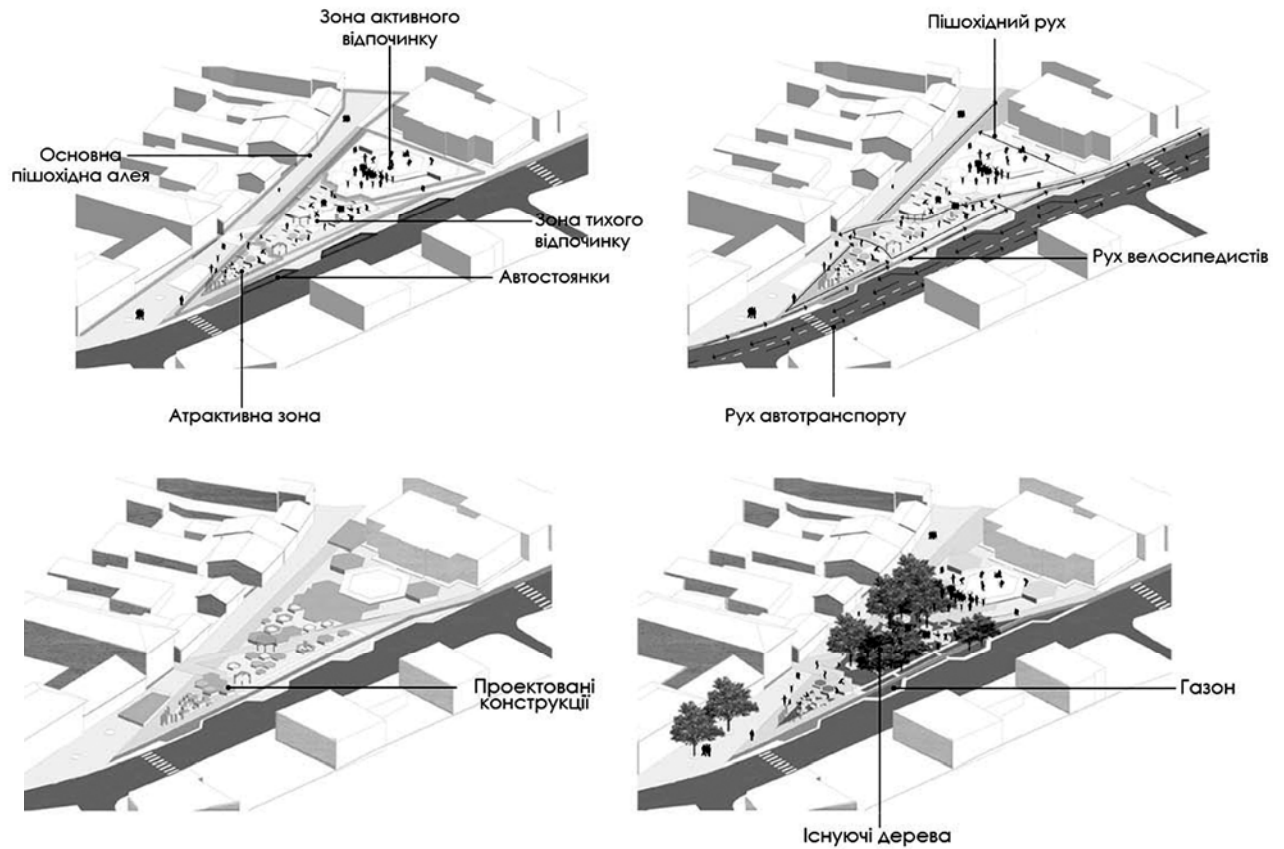 Зона активного
відпочинку
Основна
пішохідна алея
Зона тихого
відпочинку
Автостоянки
Атрактивна зона
Пішохідний рух
Рух велосипедистів
Рух автотранспорту
Проектовані
конструкції
Газон
Існуючі дерева